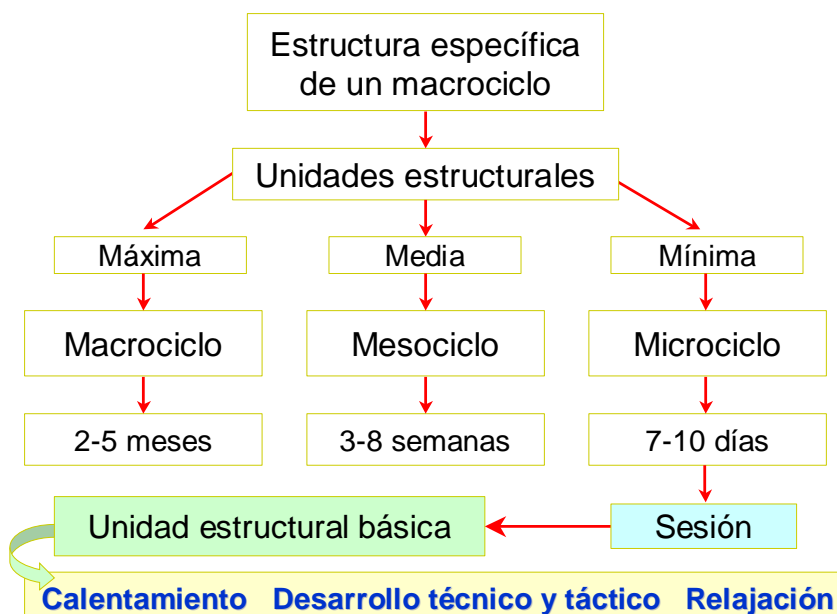 Estructura específica
de un macrociclo
Unidades estructurales
Máxima
Media
Mínima
Macrociclo
Mesociclo
Microciclo
2-5 meses
3-8 semanas
7-10 días
Unidad estructural básica
Sesión
Calentamiento Desarrollo técnico y táctico Relajación